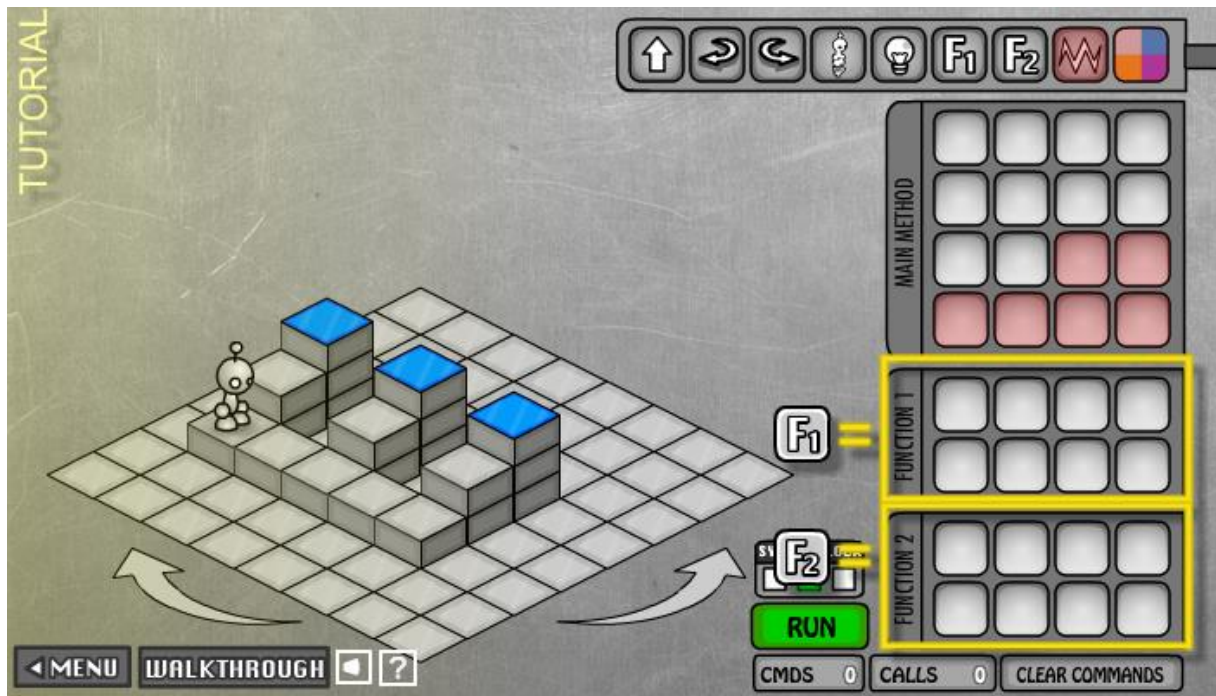 TUTORIAL
F1 F2
MAIN METHOD
F1
FUNCTION 1
F2
FUNCTION 2
RUN
MENU
WALKTHROUGH
?
CMDS 0
CALLS 0
CLEAR COMMANDS